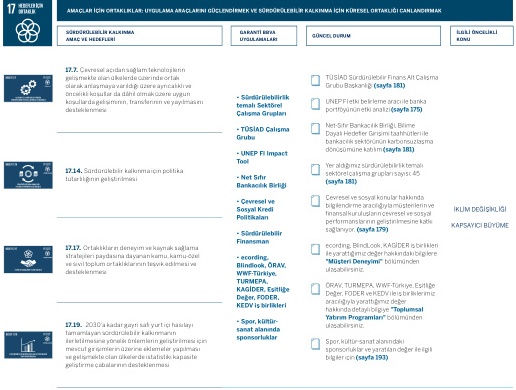 17 HEDEFLER İÇİN
ORTAKLIK
AMAÇLAR İÇİN ORTAKLIKLAR: UYGULAMA ARAÇLARINI GÜÇLENDİRMEK VE SÜRDÜRÜLEBİLİR KALKINMA İÇİN KÜRESEL ORTAKLIĞI CANLANDIRMAK
SÜRDÜRÜLEBİLİR KALKINMA
AMAÇ VE HEDEFLERİ
GARANTİ BBVA
UYGULAMALARI
GÜNCEL DURUM
İLGİLİ ÖNCELİKLİ
KONU
17.7. Çevresel açıdan sağlam teknolojilerin
gelişmekte olan ülkelerde üzerinde ortak
olarak anlaşmaya varıldığı üzere ayrıcalıklı ve
öncelikli koşullar da dâhil olmak üzere uygun
koşullarda gelişiminin, transferinin ve yayılmasını
desteklenmesi
17.14. Sürdürülebilir kalkınma için politika
tutarlılığının geliştirilmesi
17.17. Ortaklıkların deneyim ve kaynak sağlama
stratejileri paydasına dayanan kamu, kamu-özel
ve sivil toplum ortaklarının teşvik edilmesi ve
desteklenmesi
17.19. 2030'a kadar gayri safi yurt içi hasılayı
tamamlayan sürdürülebilir kalkınmanın
ilerletilmesine yönelik önlemlerin geliştirilmesi için
mevcut girişimlerin üzerine eklemeler yapılması
ve gelişmekte olan ülkelerde istatistik kapasite
geliştirme çabalarının desteklenmesi
• Sürdürülebilirlik
temalı Sektörel
Çalışma Grupları
• TÜSİAD Çalışma
Grubu
• UNEP FI Impact
Tool
• Net Sıfır
Bankacılık Birliği
• Çevresel ve
Sosyal Kredi
Politikaları
• Sürdürülebilir
Finansman
• ecording,
Blindlook, ÖRAV,
WWF-Türkiye,
TURMEPA,
KAGİDER, Eşitliğe
Değer, FODER,
KEDV iş birlikleri
• Spor, kültür-
sanat alanında
sponsorluklar
TÜSİAD Sürdürülebilir Finans Alt Çalışma
Grubu Başkanlığı (sayfa 181)
UNEP FI etki belirleme aracı ile banka
portföyünün etki analizi (sayfa 175)
Net-Sıfır Bankacılık Birliği, Bilime
Dayalı Hedefler Girişimi taahhütleri ile
bankacılık sektörünün karbonsuzlaşma
dönüşümüne katılım (sayfa 181)
Yer aldığımız sürdürülebilirlik temalı
sektörel çalışma grupları sayısı: 45
(sayfa 181)
Çevresel ve sosyal konular hakkında
bilgilendirme aracılığıyla müşterilerin ve
finansal kuruluşların çevresel ve sosyal
performanslarının geliştirilmesine katkı
sağlanıyor. (sayfa 179)
ecording, BlindLook, KAGİDER iş birlikleri
ile yarattığımız değer hakkındaki bilgilere
"Müşteri Deneyimi" bölümünden
ulaşabilirsiniz.
ÖRAV, TURMEPA, WWF-Türkiye, Eşitliğe
Değer, FODER ve KEDV ile iş birliklerimiz
aracılığıyla yarattığımız değer
hakkında detaylı bilgiye "Toplumsal
Yatırım Programları" bölümünden
ulaşabilirsiniz.
Spor, kültür-sanat alanlarındaki
sponsorluklar ve yaratılan değer ile ilgili
bilgiler için (sayfa 193)
İKLİM DEĞİŞİKLİĞİ
KAPSAYICI BÜYÜME